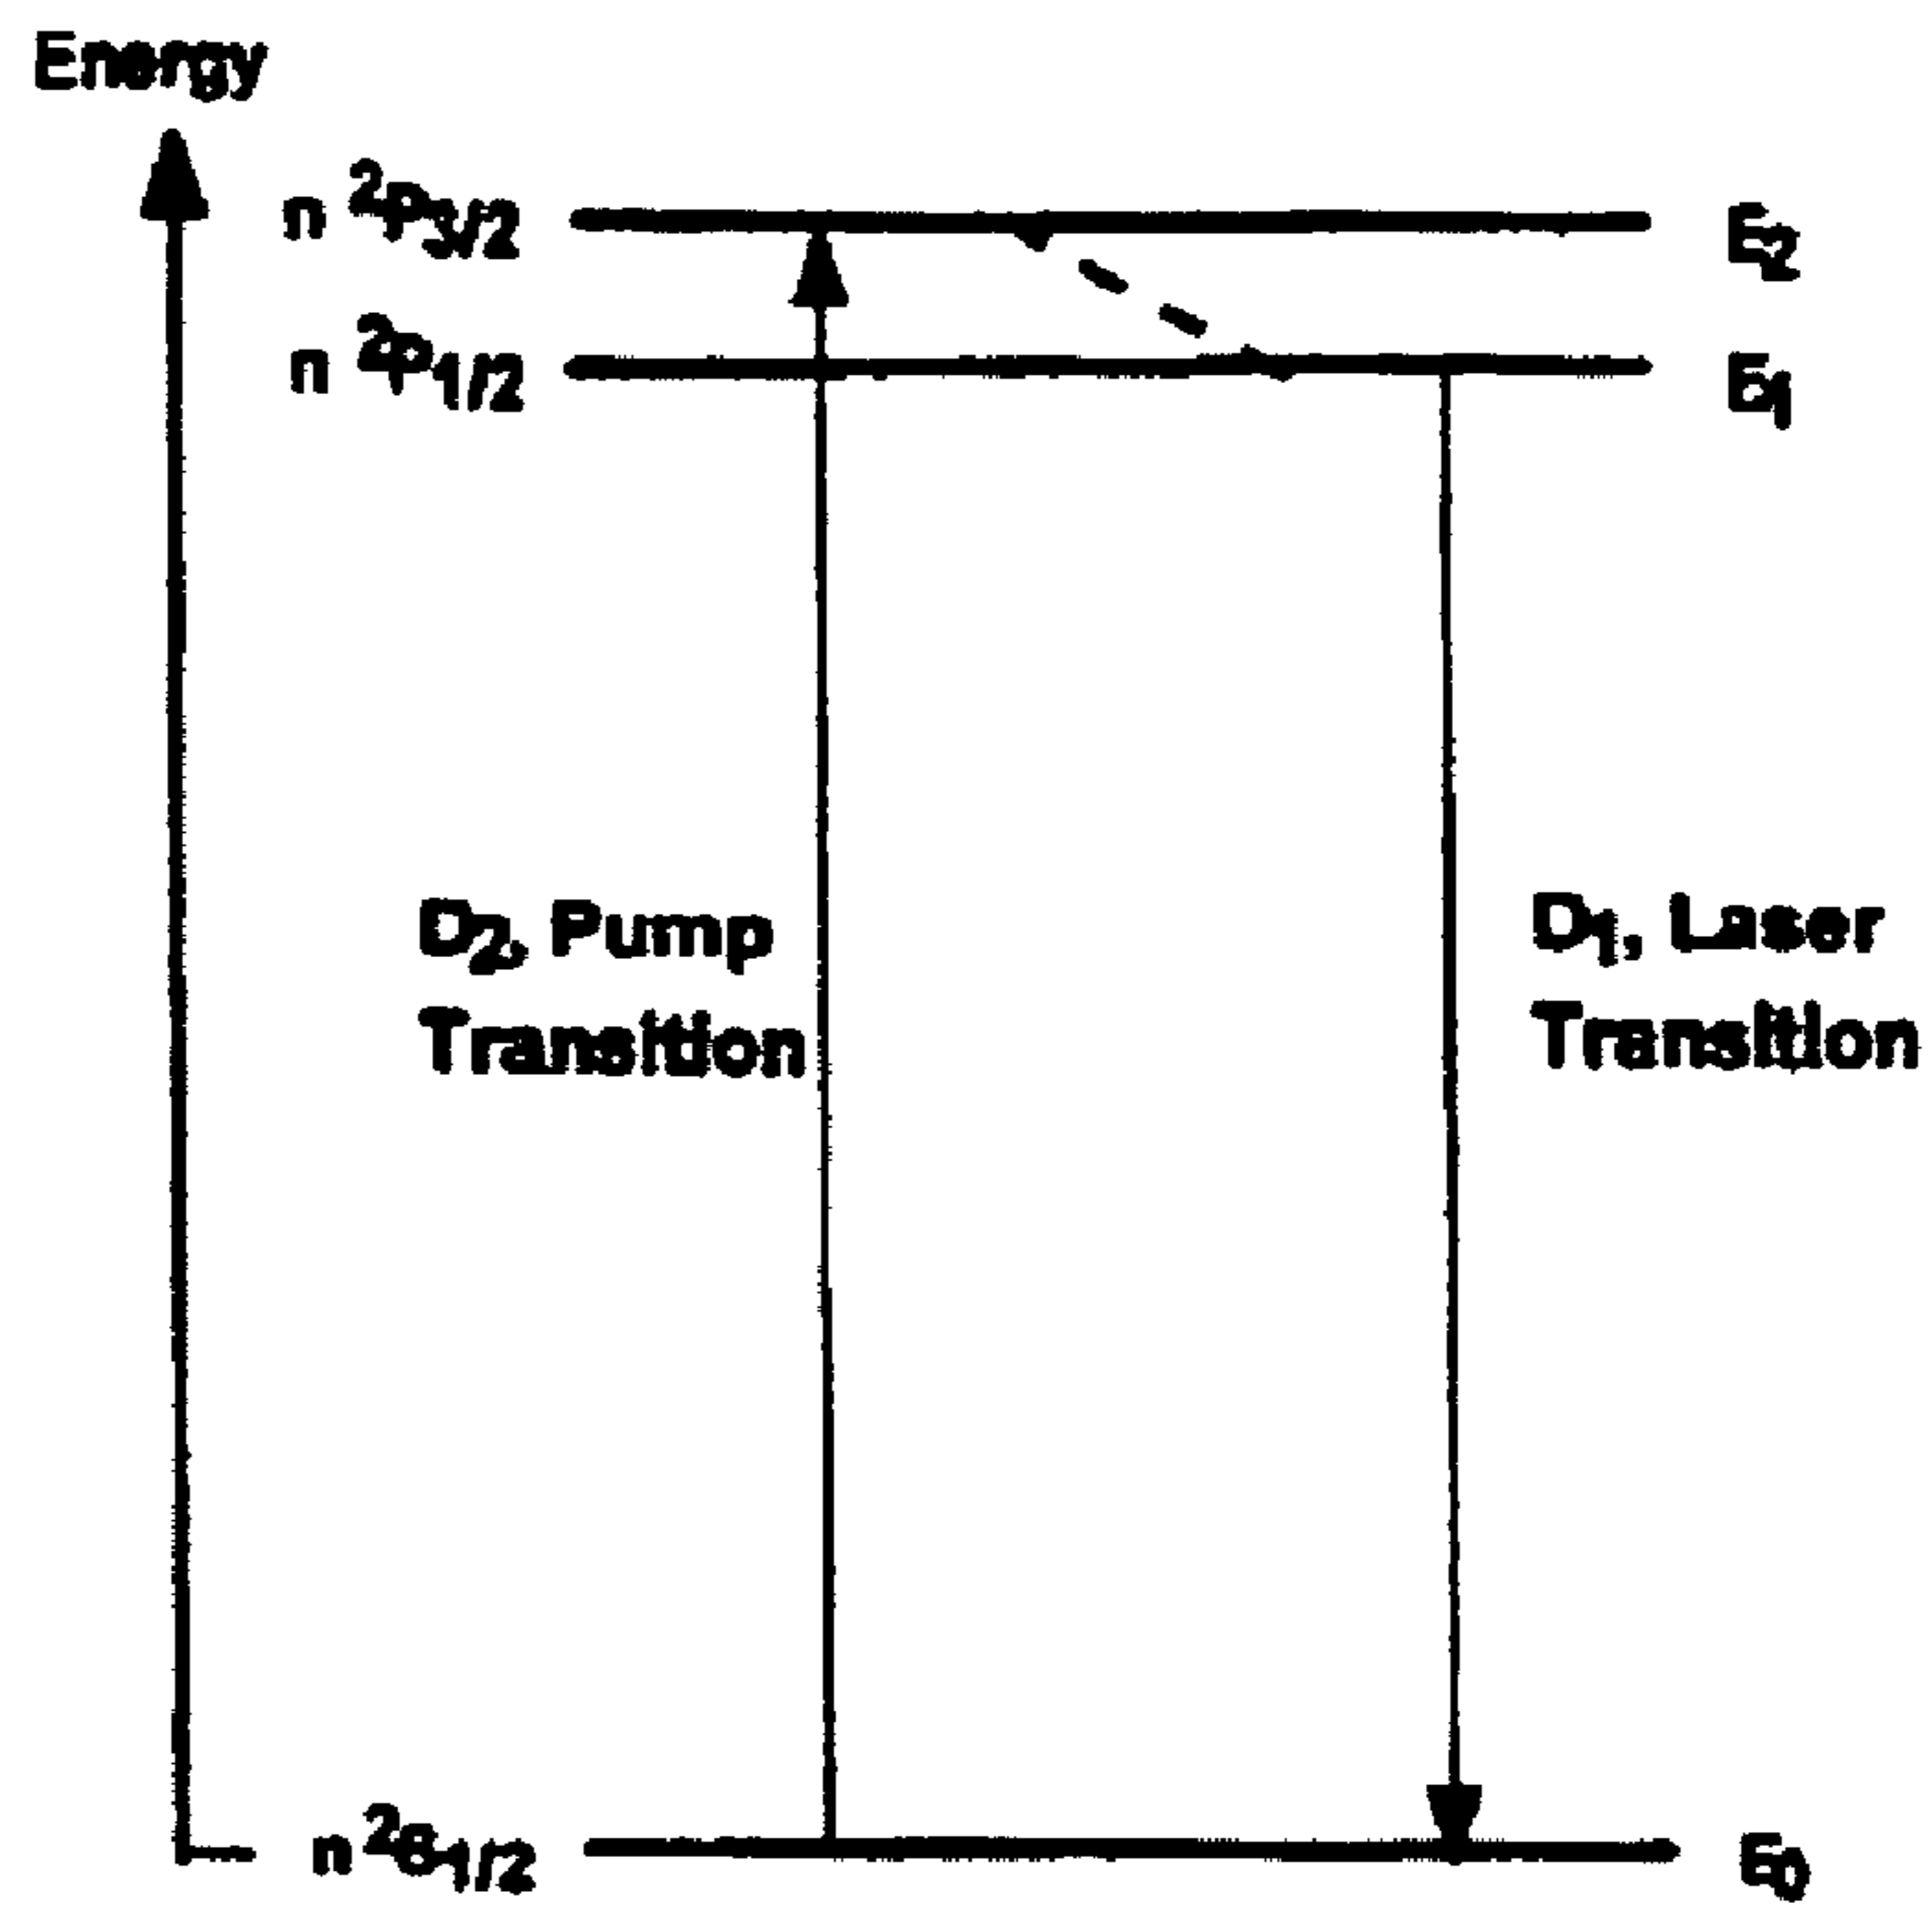 Energy
n ²P₃/₂
E₂
n ²P₁/₂
E₁
D₂, Pump
Transition
D₁, Laser
Transition
n ²s₁/₂
E₀